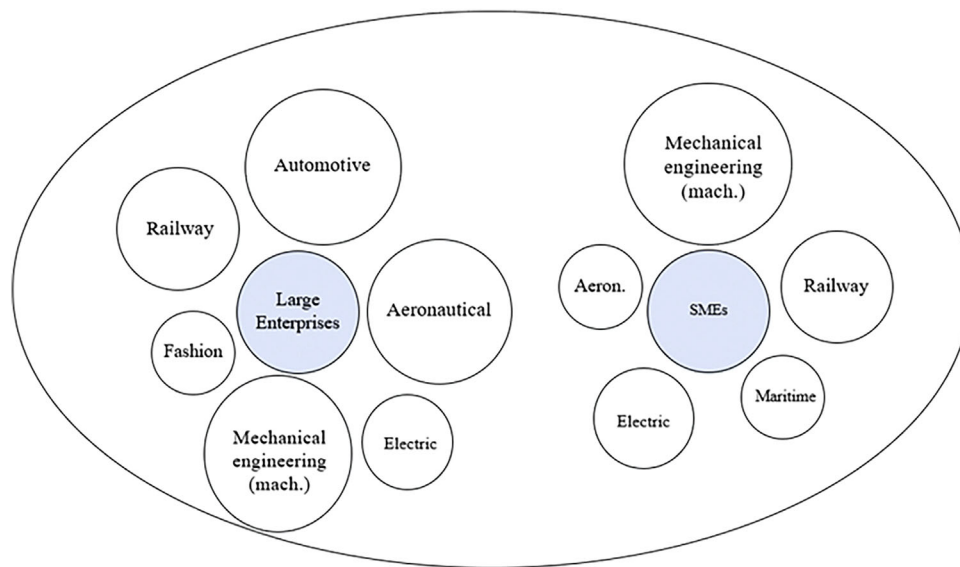 Automotive
Railway
Large
Enterprises
Aeronautical
Fashion
Mechanical
engineering
(mach.)
Electric
Mechanical
engineering
(mach.)
Aeron.
SMEs
Railway
Maritime
Electric